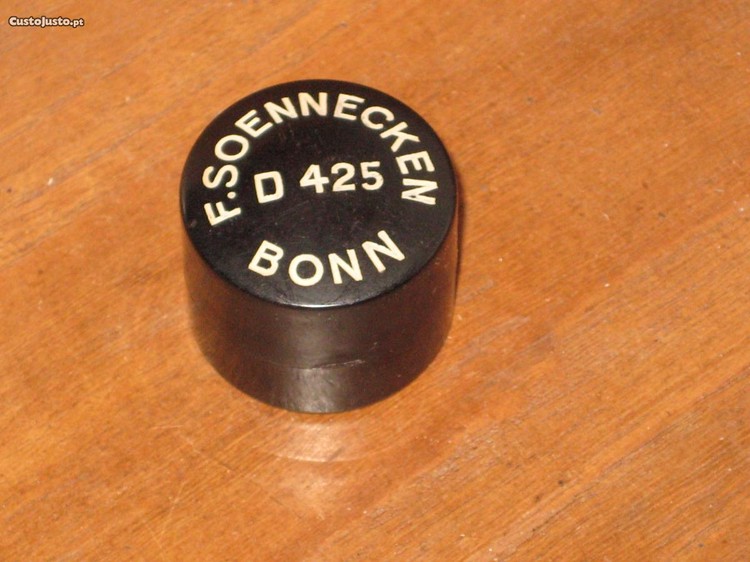 CustoJusto.pt
F. SOENNECKEN
D 425
BONN